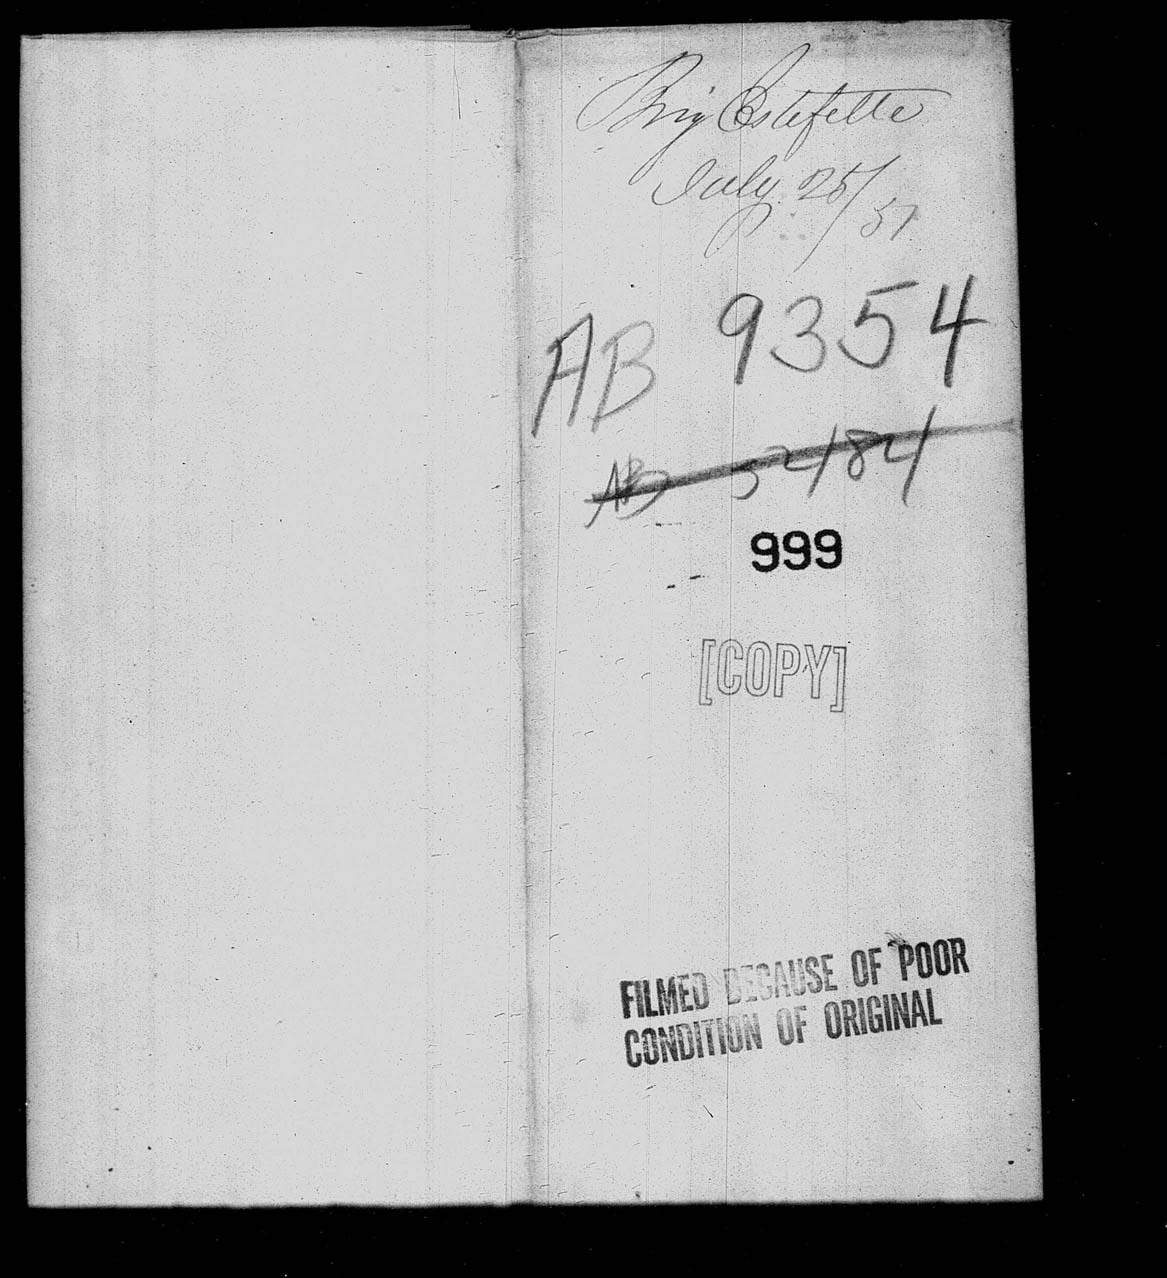 Brig Estafette
July 25/57
AB 9354
AB 5484
999
[COPY]
FILMED BECAUSE OF POOR
CONDITION OF ORIGINAL